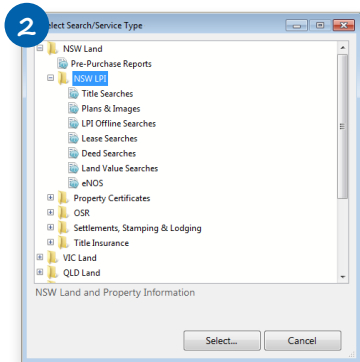 2
elect Search/Service Type
NSW Land
Pre-Purchase Reports
NSW LPI
Title Searches
Plans & Images
LPI Offline Searches
Lease Searches
Deed Searches
Land Value Searches
eNOS
Property Certificates
OSR
Settlements, Stamping & Lodging
Title Insurance
VIC Land
QLD Land
NSW Land and Property Information
Select...
Cancel